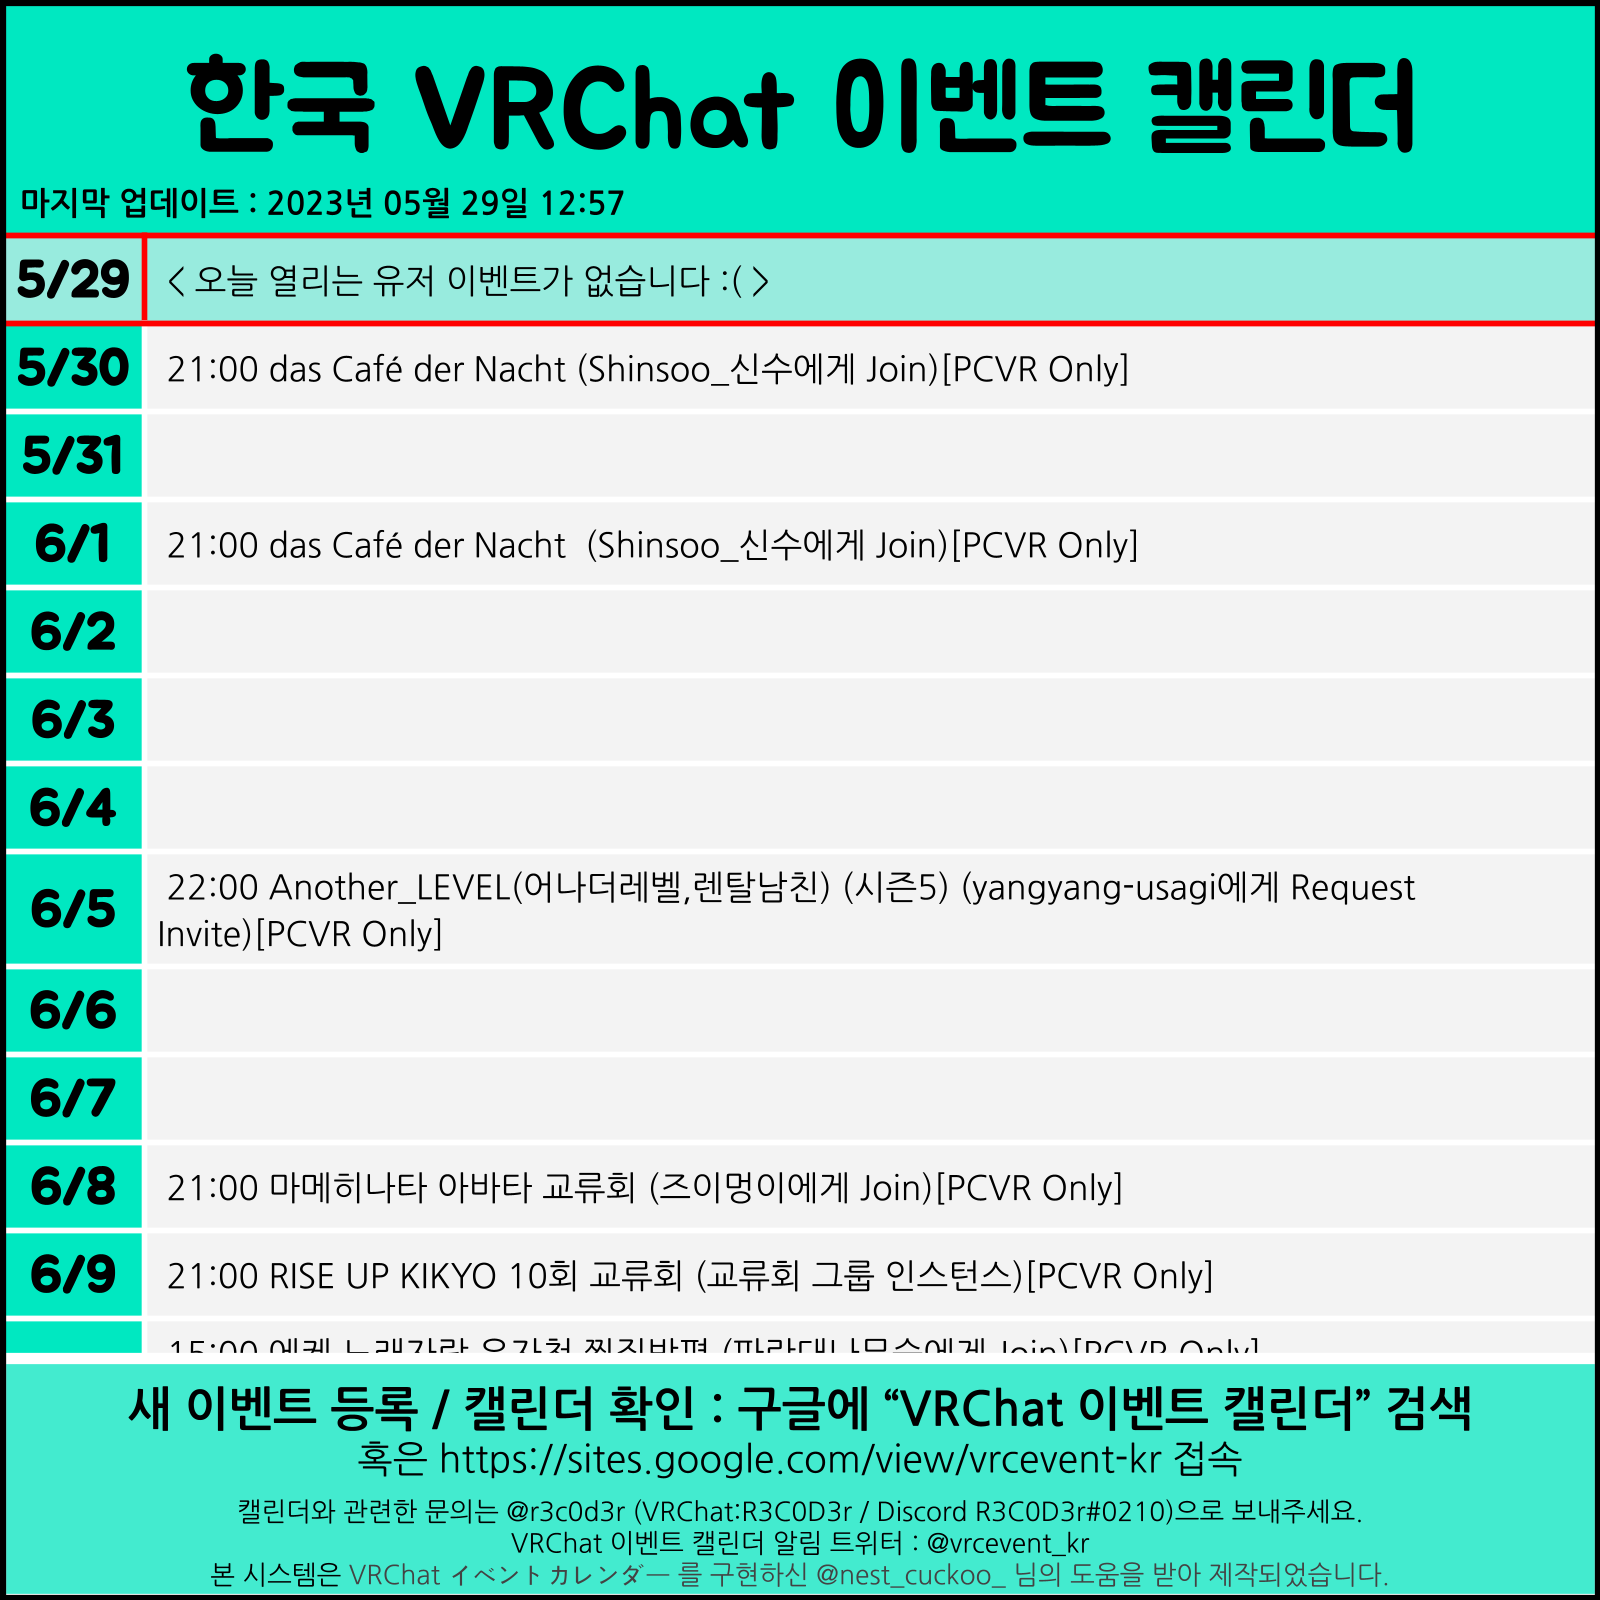 한국 VRChat 이벤트 캘린더
마지막 업데이트 : 2023년 05월 29일 12:57
5/29 < 오늘 열리는 유저 이벤트가 없습니다 :( >
5/30 21:00 das Café der Nacht (Shinsoo_신수에게 Join)[PCVR Only]
5/31
6/1 21:00 das Café der Nacht  (Shinsoo_신수에게 Join)[PCVR Only]
6/2
6/3
6/4
6/5 22:00 Another_LEVEL(어나더레벨,렌탈남친) (시즌5) (yangyang-usagi에게 Request
Invite)[PCVR Only]
6/6
6/7
6/8 21:00 마메히나타 아바타 교류회 (즈이멍이에게 Join)[PCVR Only]
6/9 21:00 RISE UP KIKYO 10회 교류회 (교류회 그룹 인스턴스)[PCVR Only]
15:00 Join)[PCVR Only]
새 이벤트 등록 / 캘린더 확인 : 구글에 “VRChat 이벤트 캘린더” 검색
혹은 https://sites.google.com/view/vrcevent-kr 접속
캘린더와 관련한 문의는 @r3c0d3r (VRChat:R3C0D3r / Discord R3C0D3r#0210)으로 보내주세요.
VRChat 이벤트 캘린더 알림 트위터 : @vrcevent_kr
본 시스템은 VRChat イベントカレンダー 를 구현하신 @nest_cuckoo_ 님의 도움을 받아 제작되었습니다.